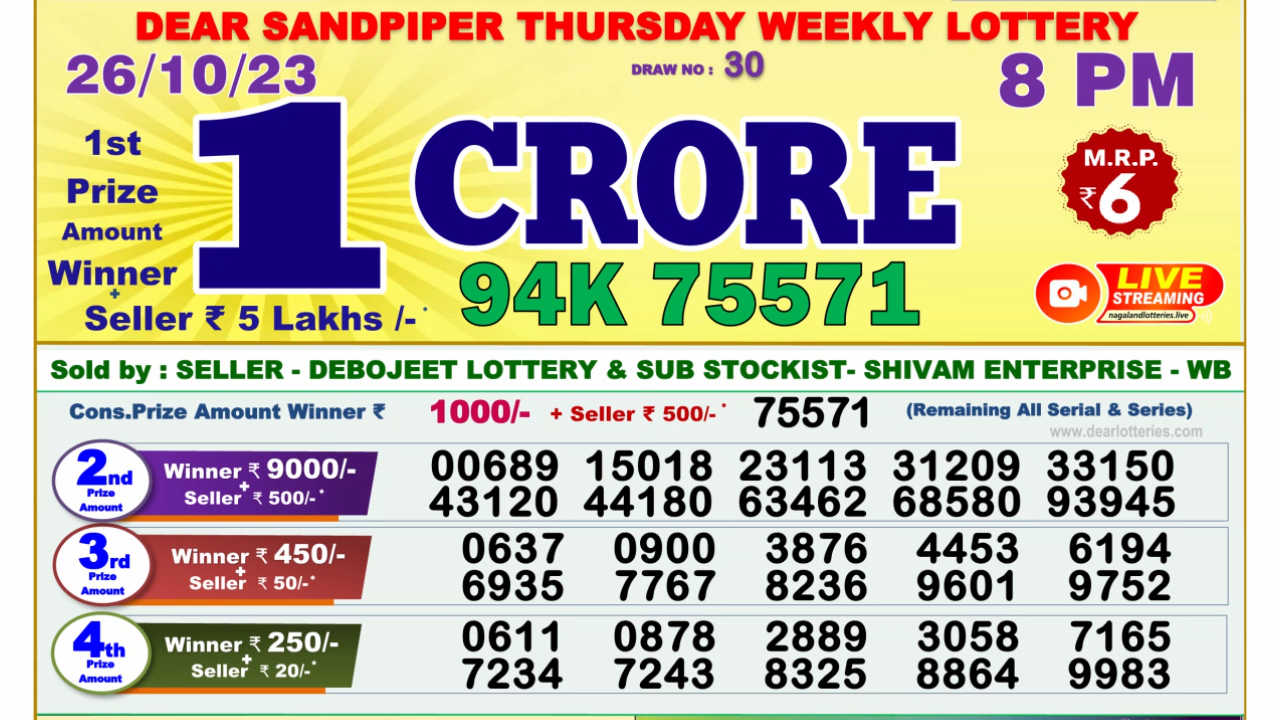 DEAR SANDPIPER THURSDAY WEEKLY LOTTERY
26/10/23
DRAW NO : 30
8 PM
1st
Prize
Amount
Winner
+
Seller ₹ 5 Lakhs /-*
1 CRORE
94K 75571
M.R.P.
₹ 6
LIVE
STREAMING
nagalandlotteries.live
Sold by : SELLER - DEBOJEET LOTTERY & SUB STOCKIST- SHIVAM ENTERPRISE - WB
Cons.Prize Amount Winner ₹ 1000/- + Seller ₹ 500/-* 75571 (Remaining All Serial & Series)
www.dearlotteries.com
2nd
Prize
Amount
Winner ₹ 9000/-
+
Seller ₹ 500/-*
00689 15018 23113 31209 33150
43120 44180 63462 68580 93945
3rd
Prize
Amount
Winner ₹ 450/-
+
Seller ₹ 50/-*
0637 0900 3876 4453 6194
6935 7767 8236 9601 9752
4th
Prize
Amount
Winner ₹ 250/-
+
Seller ₹ 20/-*
0611 0878 2889 3058 7165
7234 7243 8325 8864 9983